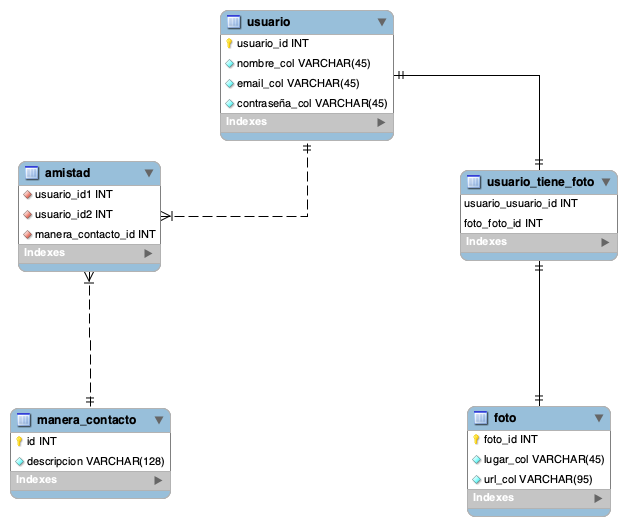 usuario
usuario_id INT
nombre_col VARCHAR(45)
email_col VARCHAR(45)
contraseña_col VARCHAR(45)
Indexes
amistad
usuario_id1 INT
usuario_id2 INT
manera_contacto_id INT
Indexes
usuario_tiene_foto
usuario_usuario_id INT
foto_foto_id INT
Indexes
manera_contacto
id INT
descripcion VARCHAR(128)
Indexes
foto
foto_id INT
lugar_col VARCHAR(45)
url_col VARCHAR(95)
Indexes